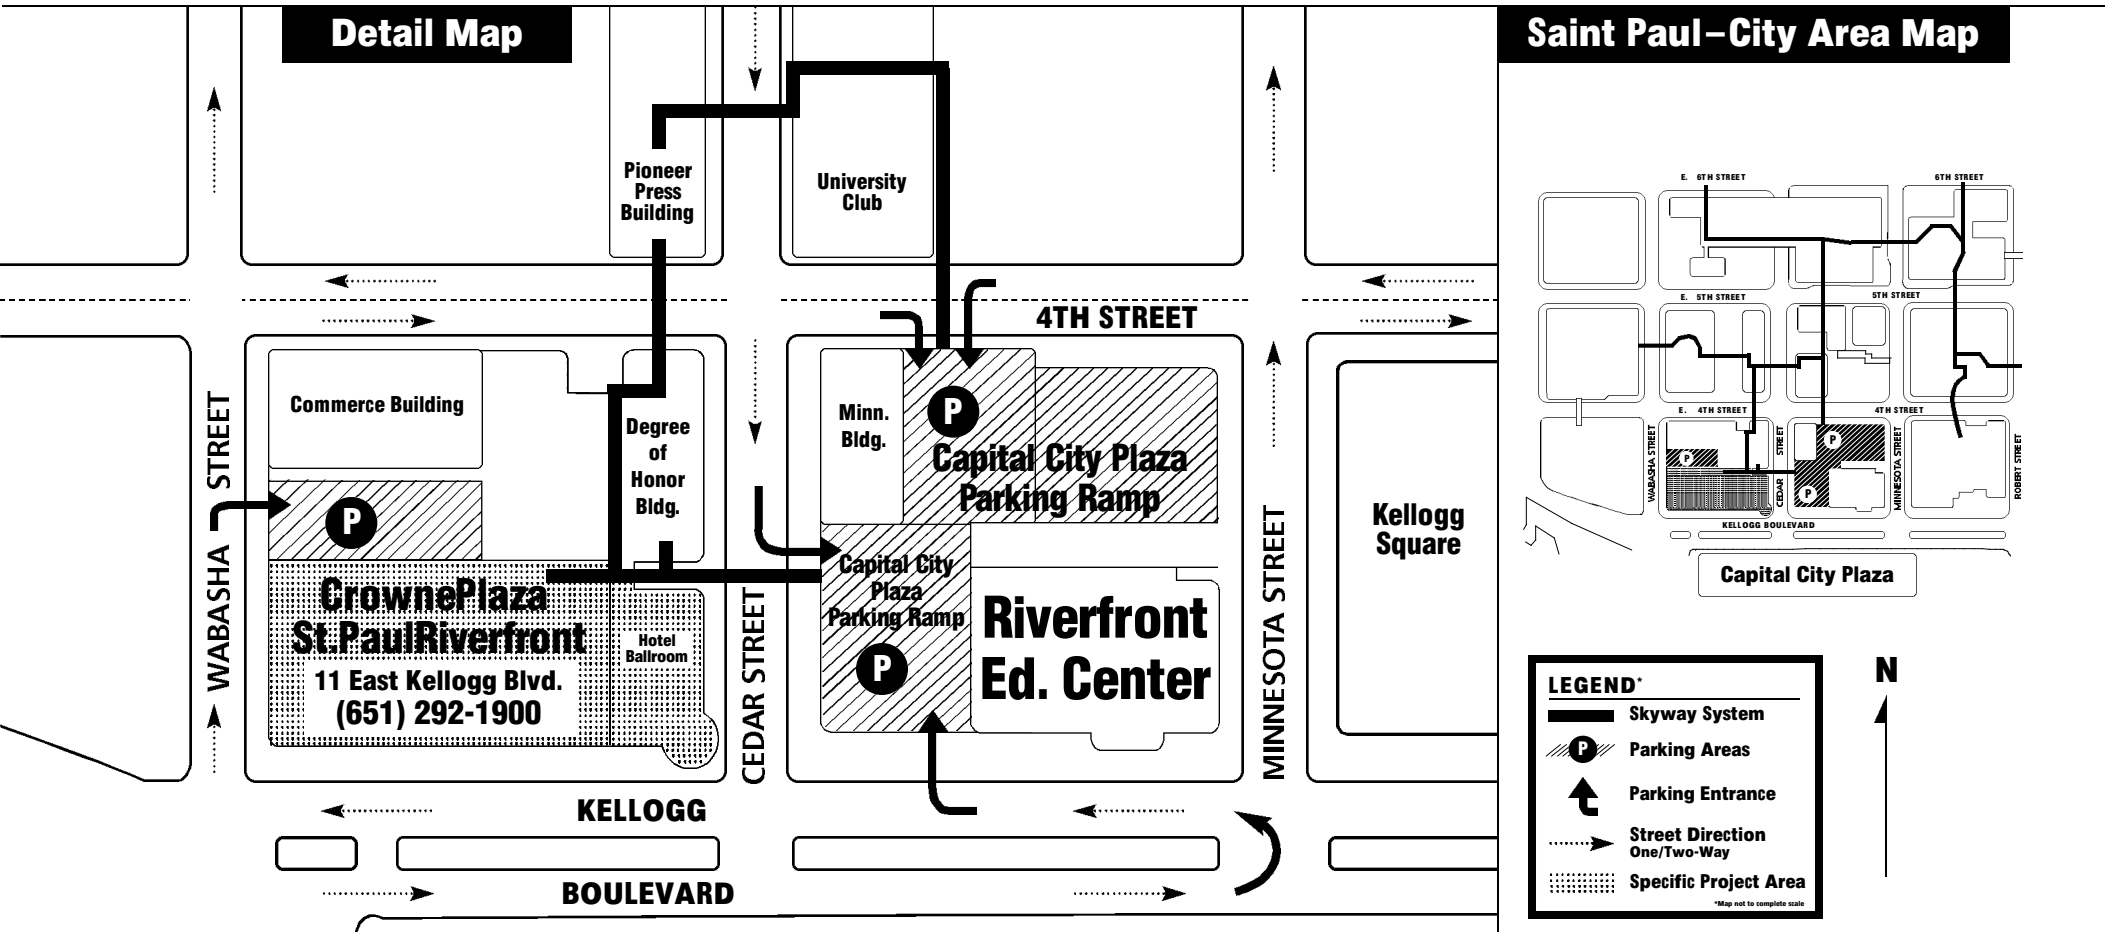 Detail Map
Saint Paul–City Area Map
Pioneer
Press
Building
University
Club
4TH STREET
Commerce Building
Degree
of
Honor
Bldg.
Minn.
Bldg.
P
Capital City Plaza
Parking Ramp
P
Kellogg
Square
WABASHA STREET
CrownePlaza
St.PaulRiverfront
11 East Kellogg Blvd.
(651) 292-1900
Hotel
Ballroom
CEDAR STREET
Capital City
Plaza
Parking Ramp
P
Riverfront
Ed. Center
MINNESOTA STREET
KELLOGG
BOULEVARD
E. 6TH STREET
6TH STREET
E. 5TH STREET
5TH STREET
E. 4TH STREET
4TH STREET
WABASHA STREET
P
CEDAR STREET
P
P
MINNESOTA STREET
ROBERT STREET
KELLOGG BOULEVARD
Capital City Plaza
N
LEGEND*
Skyway System
P
Parking Areas
Parking Entrance
Street Direction
One/Two-Way
Specific Project Area
*Map not to complete scale